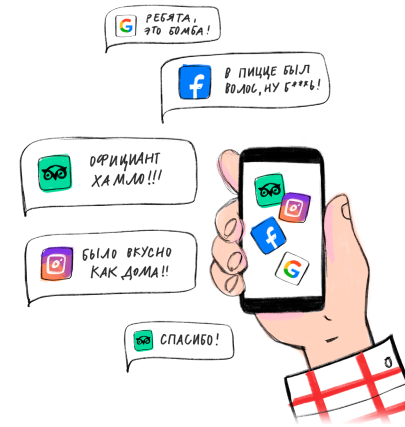 РЕБЯТА,
ЭТО БОМБА!
В ПИЦЦЕ БЫЛ
ВОЛОС, НУ Б***Ь!
ОФИЦИАНТ
ХАМЛО!!!
БЫЛО ВКУСНО
КАК ДОМА!!
СПАСИБО!